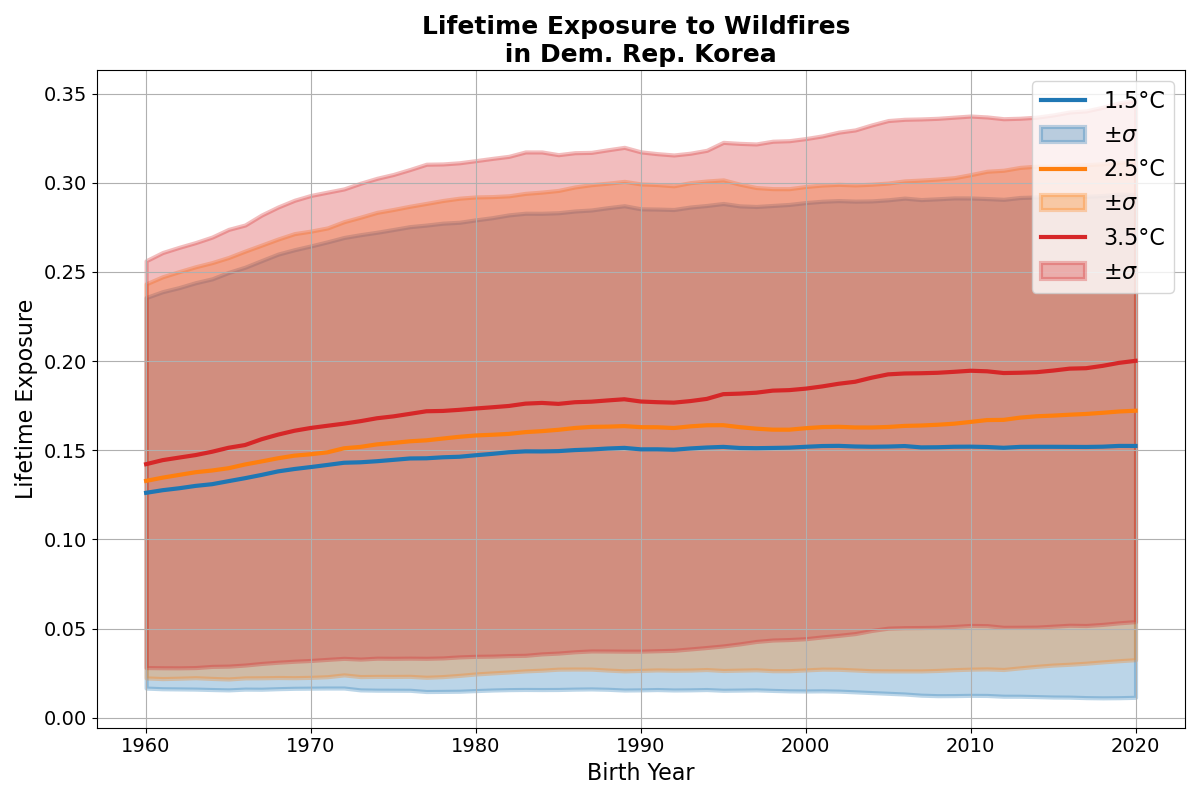 Lifetime Exposure to Wildfires
in Dem. Rep. Korea
Lifetime Exposure
0.35
0.30
0.25
0.20
0.15
0.10
0.05
0.00
1960
1970
1980
1990
2000
2010
2020
Birth Year
1.5°C
±σ
2.5°C
±σ
3.5°C
±σ